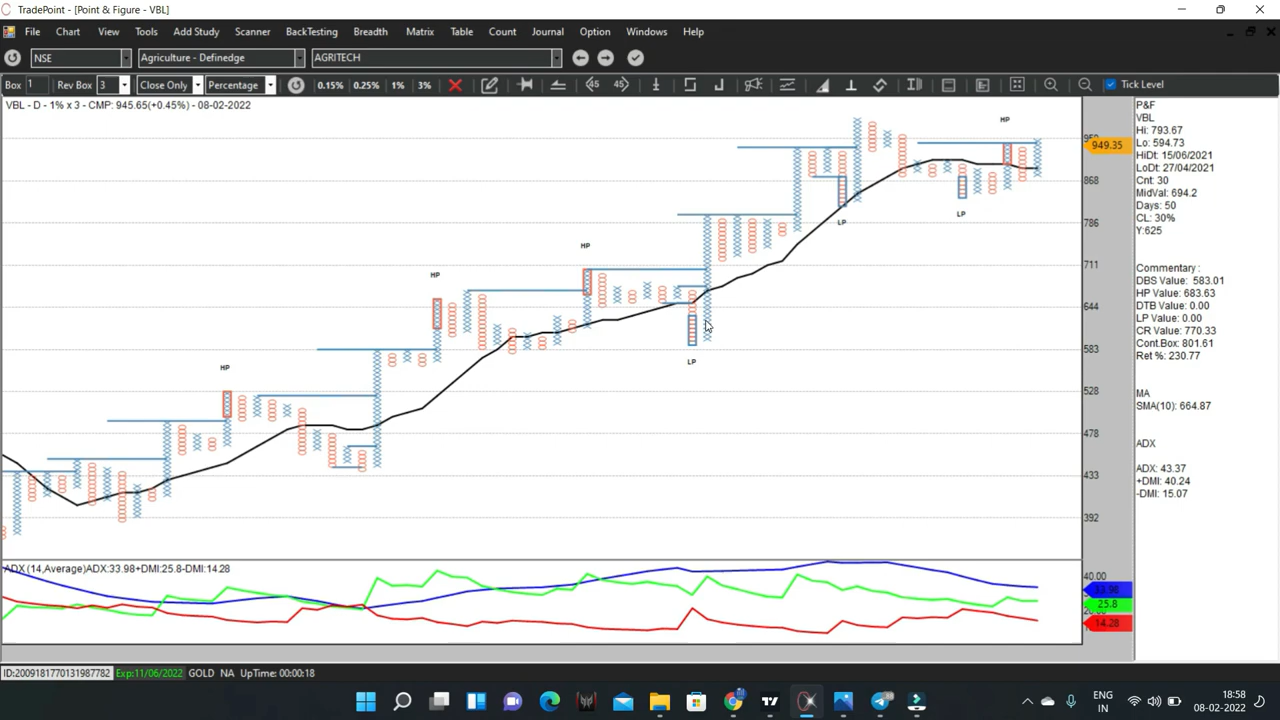 TradePoint - [Point & Figure - VBL]
File Chart View Tools Add Study Scanner BackTesting Breadth Matrix Table Count Journal Option Windows Help
NSE Agriculture - Definedge AGRITECH
Box 1 Rev Box 3 Close Only Percentage 0.15% 0.25% 1% 3% Tick Level
VBL - D - 1% x 3 - CMP: 945.65(+0.45%) - 08-02-2022
HP
HP
HP
HP
HP
LP
LP
LP
949.35
868
786
711
644
583
528
478
433
392
P&F
VBL
Hi: 793.67
Lo: 594.73
HiDt: 15/06/2021
LoDt: 27/04/2021
Cnt: 30
MidVal: 694.2
Days: 50
CL: 30%
Y:625
Commentary :
DBS Value: 583.01
HP Value: 683.63
DTB Value: 0.00
LP Value: 0.00
CR Value: 770.33
Cont.Box: 801.61
Ret %: 230.77
MA
SMA(10): 664.87
ADX
ADX: 43.37
+DMI: 40.24
-DMI: 15.07
ADX (14,Average)ADX:33.98+DMI:25.8-DMI:14.28
40.00
33.98
25.8
14.28
ID:2009181770131987782 Exp:11/06/2022 GOLD NA UpTime: 00:00:18
ENG
IN
18:58
08-02-2022